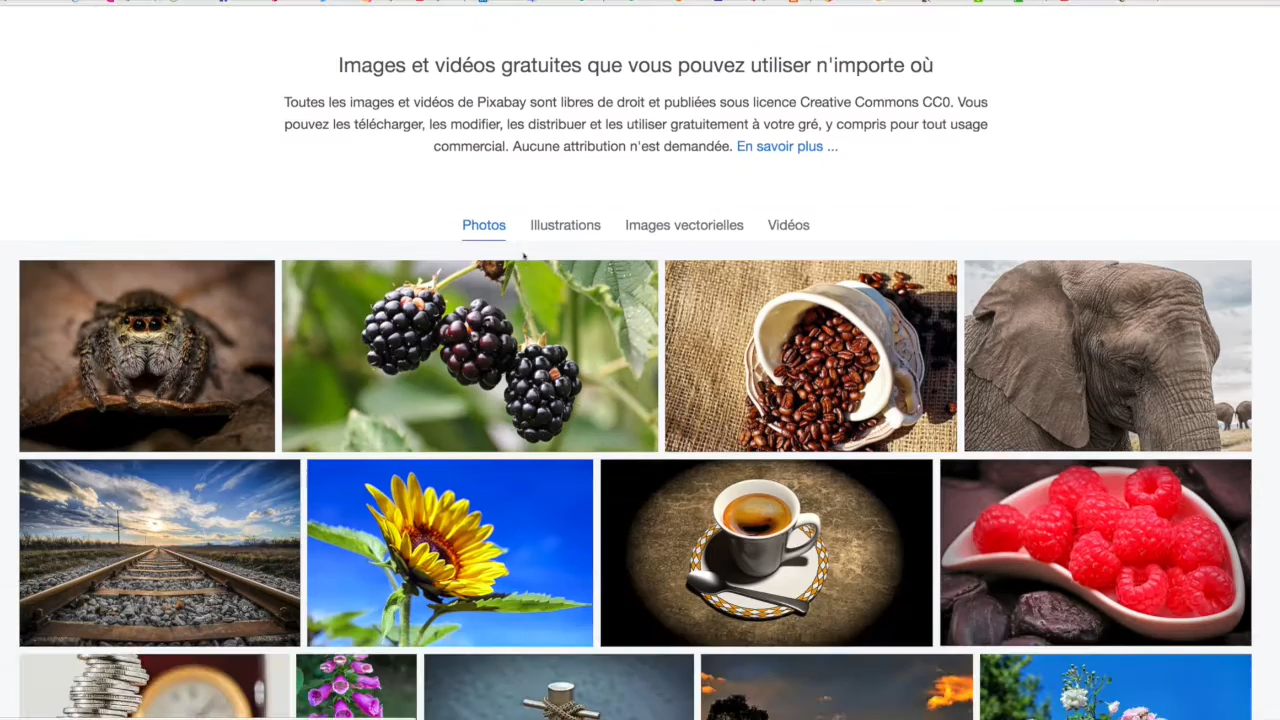 Images et vidéos gratuites que vous pouvez utiliser n'importe où
Toutes les images et vidéos de Pixabay sont libres de droit et publiées sous licence Creative Commons CC0. Vous
pouvez les télécharger, les modifier, les distribuer et les utiliser gratuitement à votre gré, y compris pour tout usage
commercial. Aucune attribution n'est demandée. En savoir plus ...
Photos Illustrations Images vectorielles Vidéos